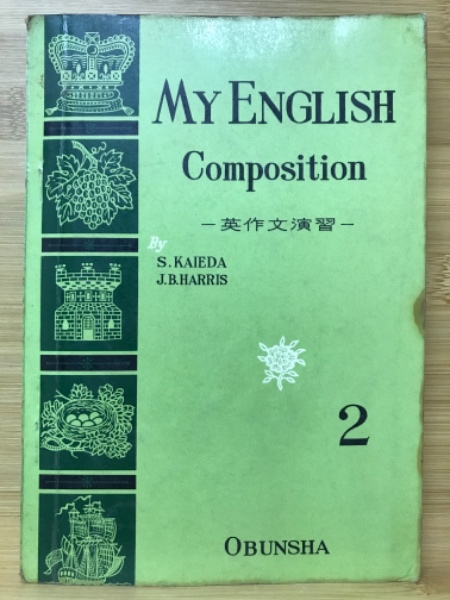 MY ENGLISH
Composition
－英作文演習－
By
S. KAIEDA
J.B.HARRIS
2
OBUNSHA